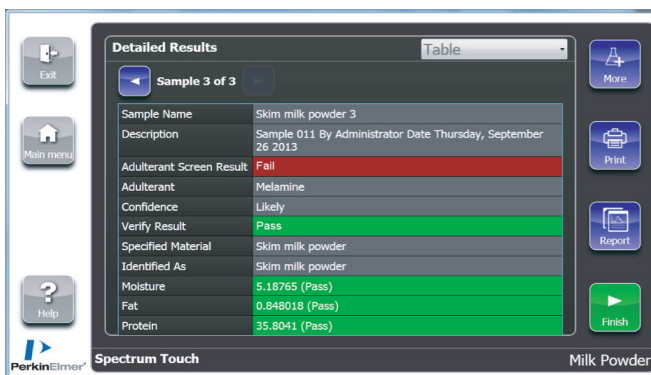 Detailed Results
Table
Exit
Sample 3 of 3
More
Sample Name Skim milk powder 3
Description Sample 011 By Administrator Date Thursday, September
26 2013
Main menu
Print
Adulterant Screen Result Fail
Adulterant Melamine
Confidence Likely
Verify Result Pass
Specified Material Skim milk powder
Report
Identified As Skim milk powder
Moisture 5.18765 (Pass)
Fat 0.848018 (Pass)
Protein 35.8041 (Pass)
? Help
Finish
PerkinElmer
Spectrum Touch
Milk Powder